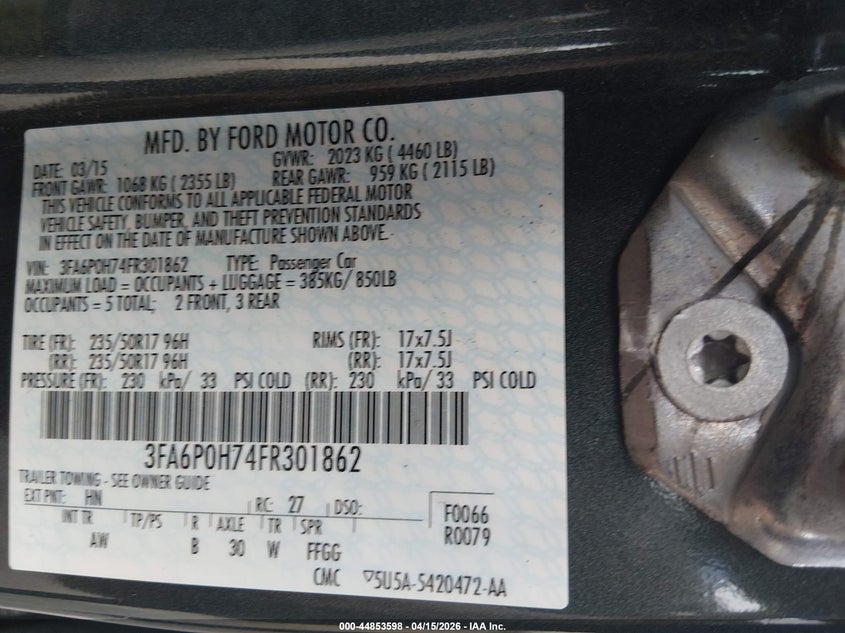 MFD. BY FORD MOTOR CO.
DATE: 03/15 GVWR: 2023 KG ( 4460 LB)
FRONT GAWR: 1068 KG ( 2355 LB) REAR GAWR: 959 KG ( 2115 LB)
THIS VEHICLE CONFORMS TO ALL APPLICABLE FEDERAL MOTOR
VEHICLE SAFETY, BUMPER, AND THEFT PREVENTION STANDARDS
IN EFFECT ON THE DATE OF MANUFACTURE SHOWN ABOVE.
VIN: 3FA6P0H74FR301862 TYPE: Passenger Car
MAXIMUM LOAD = OCCUPANTS + LUGGAGE = 385KG/ 850LB
OCCUPANTS = 5 TOTAL; 2 FRONT, 3 REAR
TIRE (FR): 235/50R17 96H RIMS (FR): 17x7.5J
(RR): 235/50R17 96H (RR): 17x7.5J
PRESSURE (FR): 230 kPa/ 33 PSI COLD (RR): 230 kPa/ 33 PSI COLD
3FA6P0H74FR301862
TRAILER TOWING - SEE OWNER GUIDE
EXT PNT: HN RC: 27 DSO: F0066
INT TR TP/PS R AXLE TR SPR R0079
AW B 30 W FFGG
CMC ▽5U5A-5420472-AA
000-44853598 - 04/15/2026 - IAA Inc.